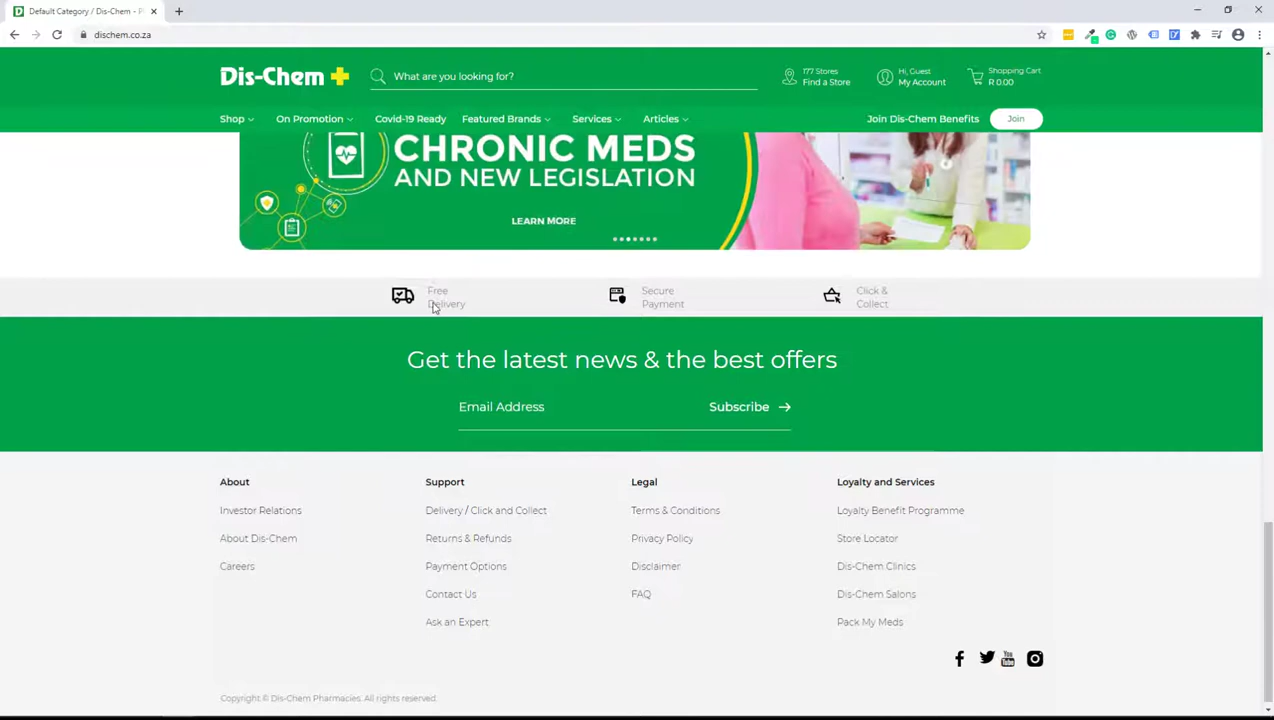 Default Category / Dis-Chem - P
dischem.co.za
Dis-Chem
What are you looking for?
177 Stores
Find a Store
Hi, Guest
My Account
Shopping Cart
R 0.00
Shop
On Promotion
Covid-19 Ready
Featured Brands
Services
Articles
Join Dis-Chem Benefits
Join
CHRONIC MEDS
AND NEW LEGISLATION
LEARN MORE
Free
Delivery
Secure
Payment
Click &
Collect
Get the latest news & the best offers
Email Address
Subscribe
About
Investor Relations
About Dis-Chem
Careers
Support
Delivery / Click and Collect
Returns & Refunds
Payment Options
Contact Us
Ask an Expert
Legal
Terms & Conditions
Privacy Policy
Disclaimer
FAQ
Loyalty and Services
Loyalty Benefit Programme
Store Locator
Dis-Chem Clinics
Dis-Chem Salons
Pack My Meds
You
Tube
Copyright © Dis-Chem Pharmacies. All rights reserved.